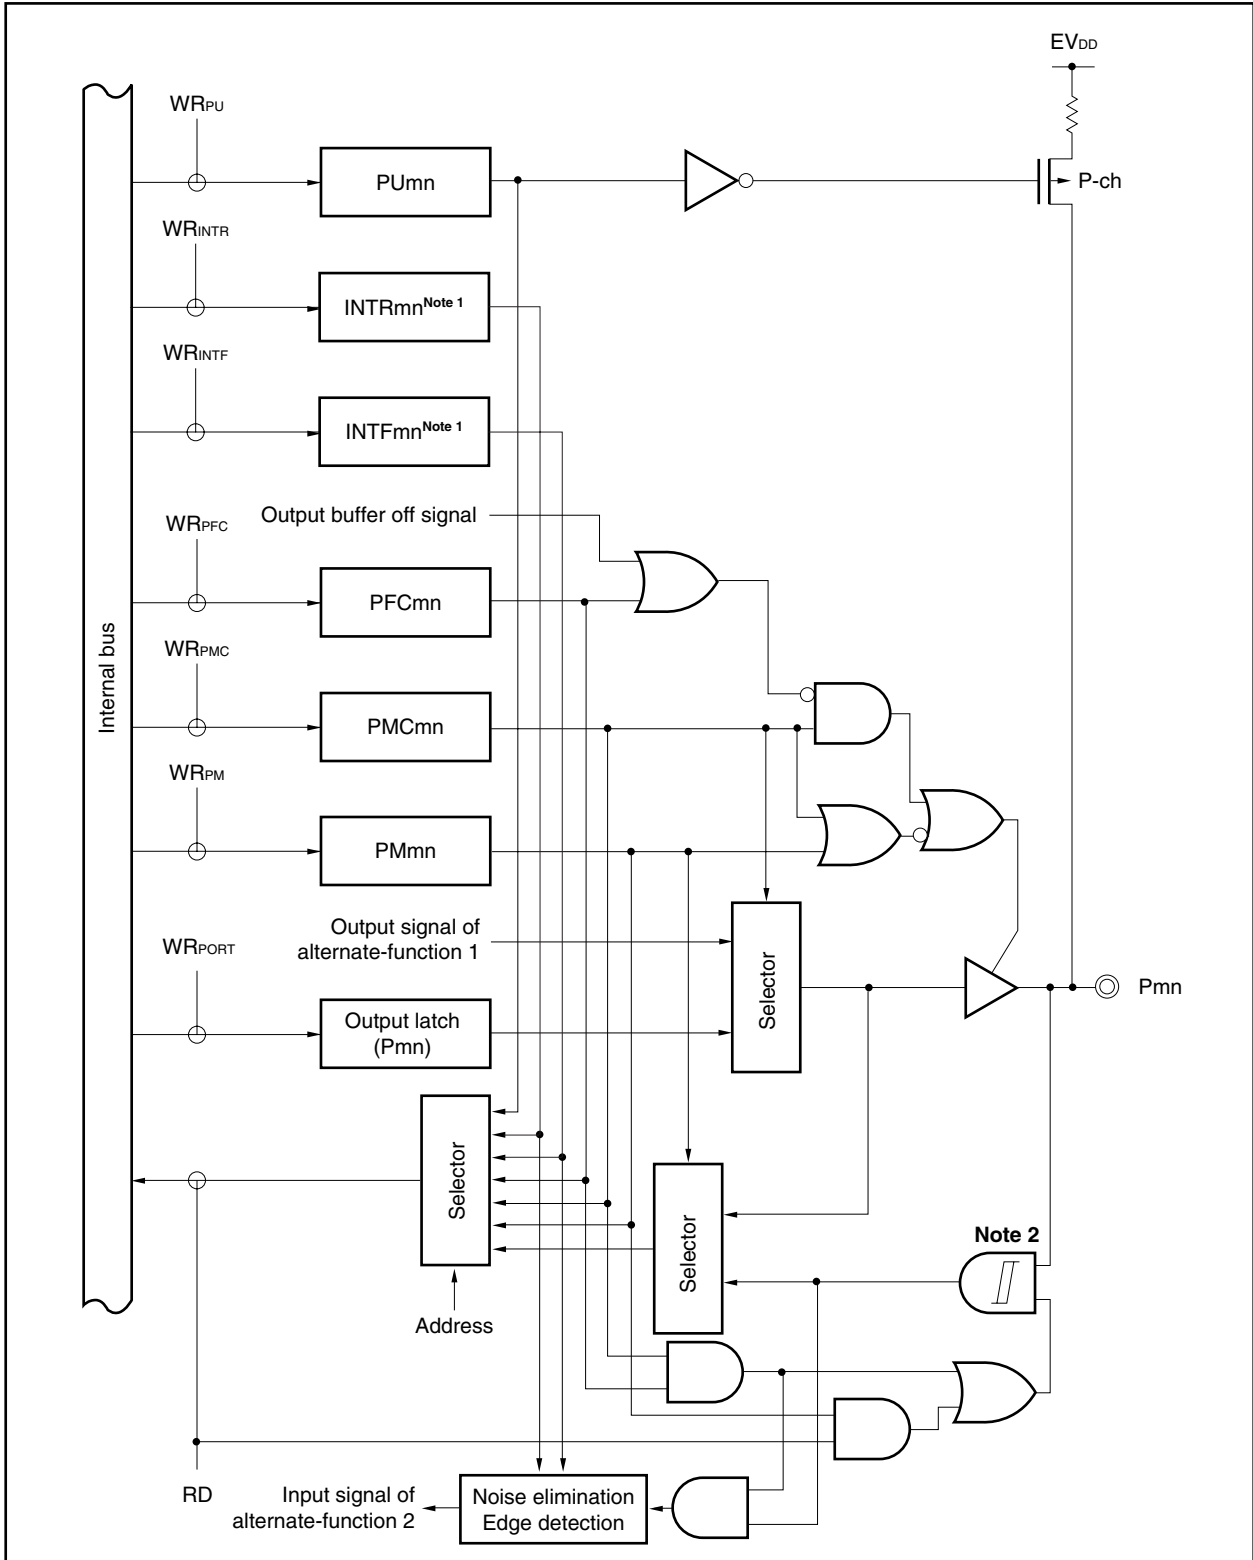 EVDD
WRPU
PUmn
P-ch
WRINTR
INTRmnNote 1
WRINTF
INTFmnNote 1
Output buffer off signal
WRPFC
PFCmn
Internal bus
WRPMC
PMCmn
WRPM
PMmn
Output signal of
alternate-function 1
WRPORT
Selector
Pmn
Output latch
(Pmn)
Selector
Selector
Note 2
Address
RD
Input signal of
alternate-function 2
Noise elimination
Edge detection